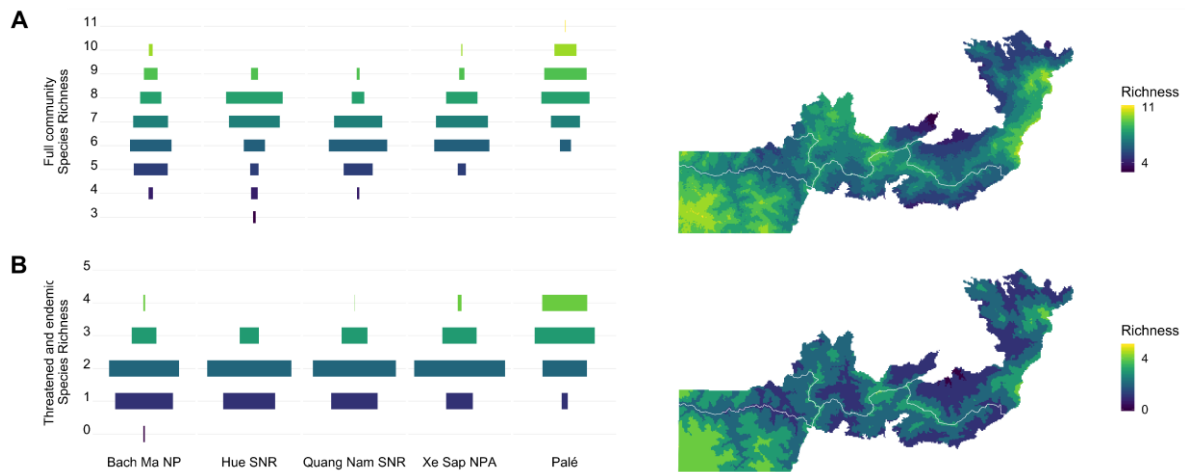 A
Full community
Species Richness
11
10
9
8
7
6
5
4
3
Richness
11
4
B
Threatened and endemic
Species Richness
5
4
3
2
1
0
Bach Ma NP
Hue SNR
Quang Nam SNR
Xe Sap NPA
Palé
Richness
4
0